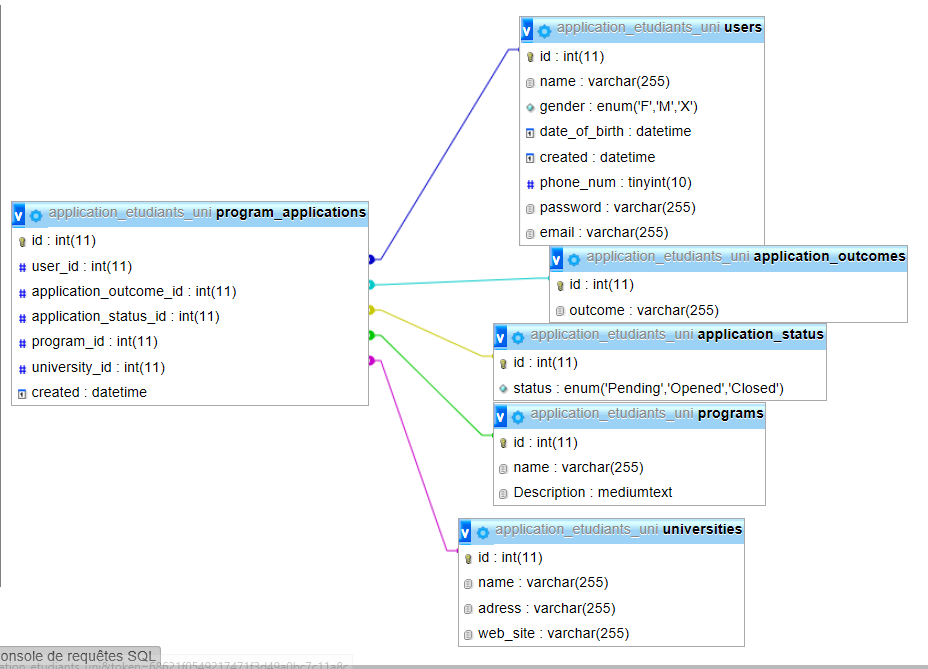 application_etudiants_uni users
id : int(11)
name : varchar(255)
gender : enum('F','M','X')
date_of_birth : datetime
created : datetime
phone_num : tinyint(10)
password : varchar(255)
email : varchar(255)
application_etudiants_uni program_applications
id : int(11)
user_id : int(11)
application_outcome_id : int(11)
application_status_id : int(11)
program_id : int(11)
university_id : int(11)
created : datetime
application_etudiants_uni application_outcomes
id : int(11)
outcome : varchar(255)
application_etudiants_uni application_status
id : int(11)
status : enum('Pending','Opened','Closed')
application_etudiants_uni programs
id : int(11)
name : varchar(255)
Description : mediumtext
application_etudiants_uni universities
id : int(11)
name : varchar(255)
adress : varchar(255)
web_site : varchar(255)
onsole de requêtes SQL